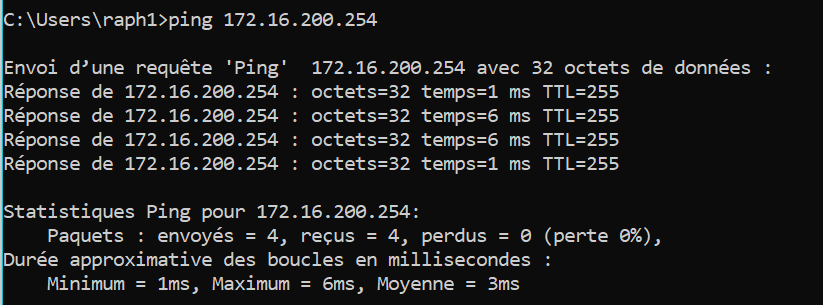 C:\Users\raph1>ping 172.16.200.254
Envoi d’une requête 'Ping'  172.16.200.254 avec 32 octets de données :
Réponse de 172.16.200.254 : octets=32 temps=1 ms TTL=255
Réponse de 172.16.200.254 : octets=32 temps=6 ms TTL=255
Réponse de 172.16.200.254 : octets=32 temps=6 ms TTL=255
Réponse de 172.16.200.254 : octets=32 temps=1 ms TTL=255
Statistiques Ping pour 172.16.200.254:
    Paquets : envoyés = 4, reçus = 4, perdus = 0 (perte 0%),
Durée approximative des boucles en millisecondes :
    Minimum = 1ms, Maximum = 6ms, Moyenne = 3ms